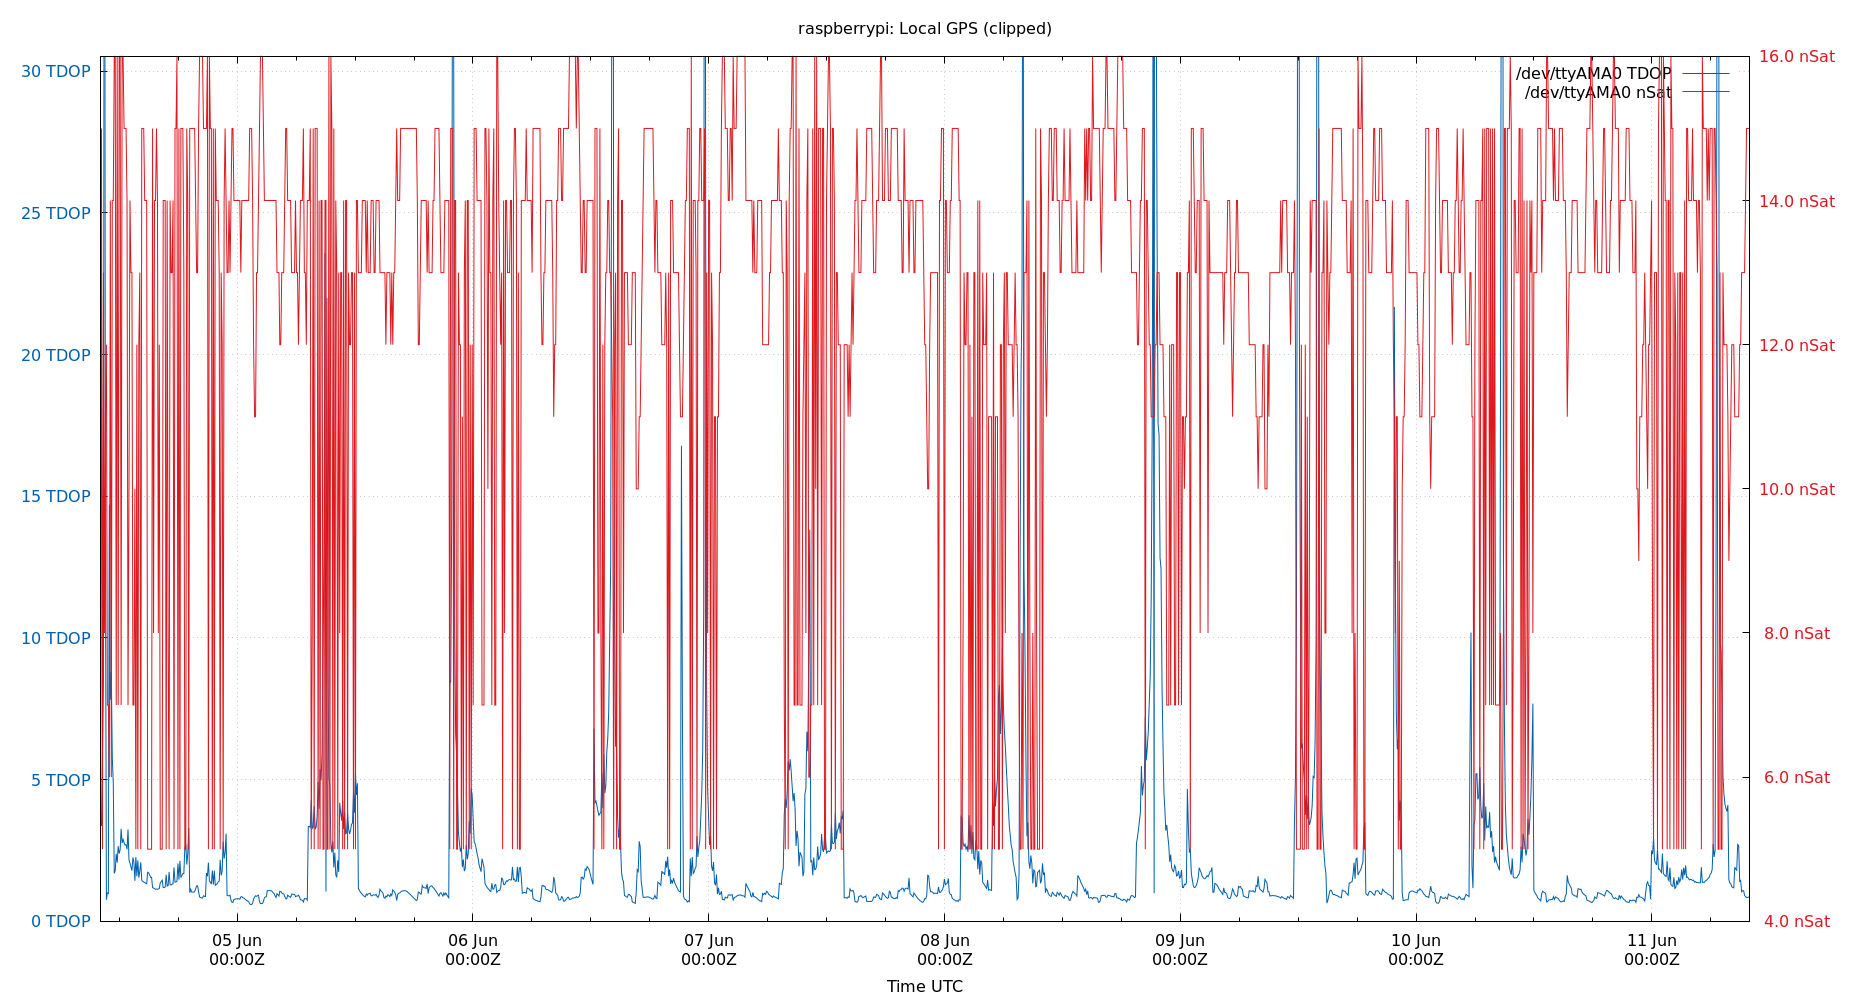 raspberrypi: Local GPS (clipped)
30 TDOP
25 TDOP
20 TDOP
15 TDOP
10 TDOP
5 TDOP
0 TDOP
16.0 nSat
14.0 nSat
12.0 nSat
10.0 nSat
8.0 nSat
6.0 nSat
4.0 nSat
/dev/ttyAMA0 TDOP
/dev/ttyAMA0 nSat
05 Jun 06 Jun 07 Jun 08 Jun 09 Jun 10 Jun 11 Jun
00:00Z 00:00Z 00:00Z 00:00Z 00:00Z 00:00Z 00:00Z
Time UTC